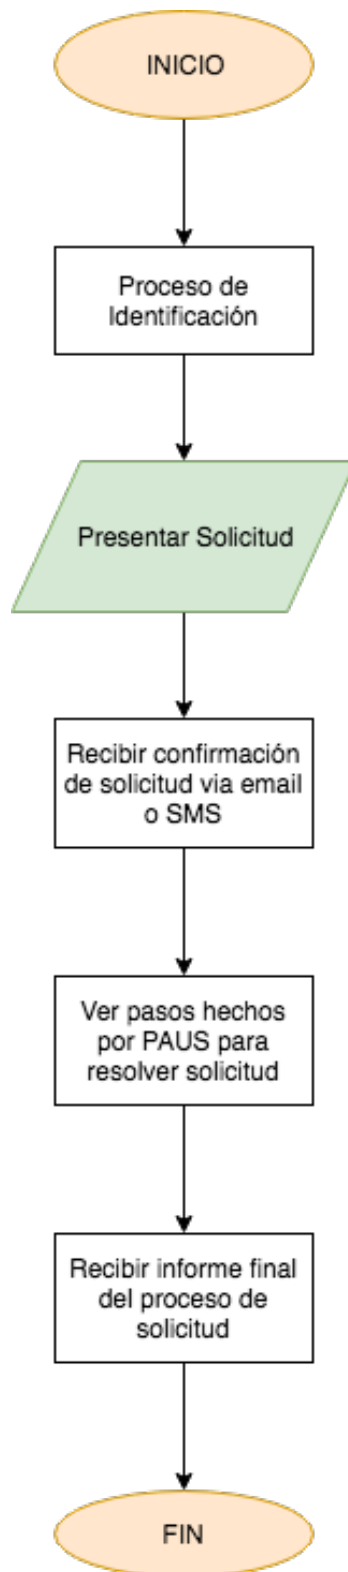 INICIO
Proceso de
Identificación
Presentar Solicitud
Recibir confirmación
de solicitud via email
o SMS
Ver pasos hechos
por PAUS para
resolver solicitud
Recibir informe final
del proceso de
solicitud
FIN